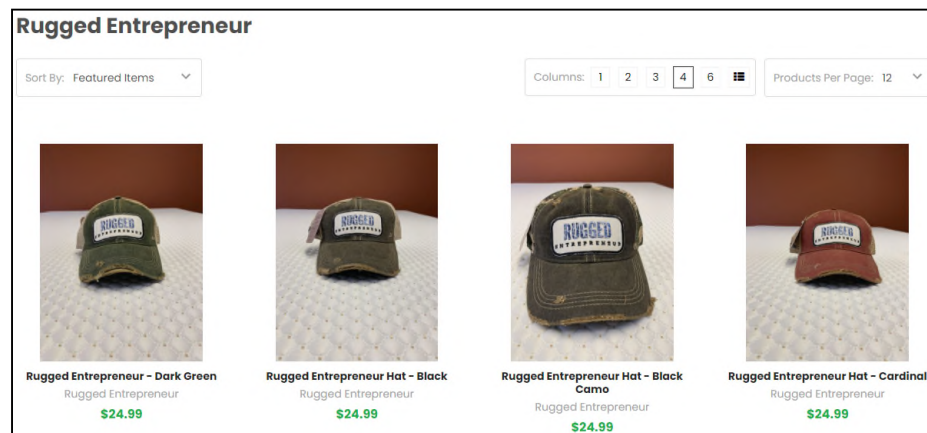 Rugged Entrepreneur
Sort By: Featured Items
Columns: 1 2 3 4 6
Products Per Page: 12
RUGGED
ENTREPRENEUR
RUGGED
ENTREPRENEUR
RUGGED
ENTREPRENEUR
RUGGED
ENTREPRENEUR
Rugged Entrepreneur - Dark Green
Rugged Entrepreneur
$24.99
Rugged Entrepreneur Hat - Black
Rugged Entrepreneur
$24.99
Rugged Entrepreneur Hat - Black
Camo
Rugged Entrepreneur
$24.99
Rugged Entrepreneur Hat - Cardinal
Rugged Entrepreneur
$24.99